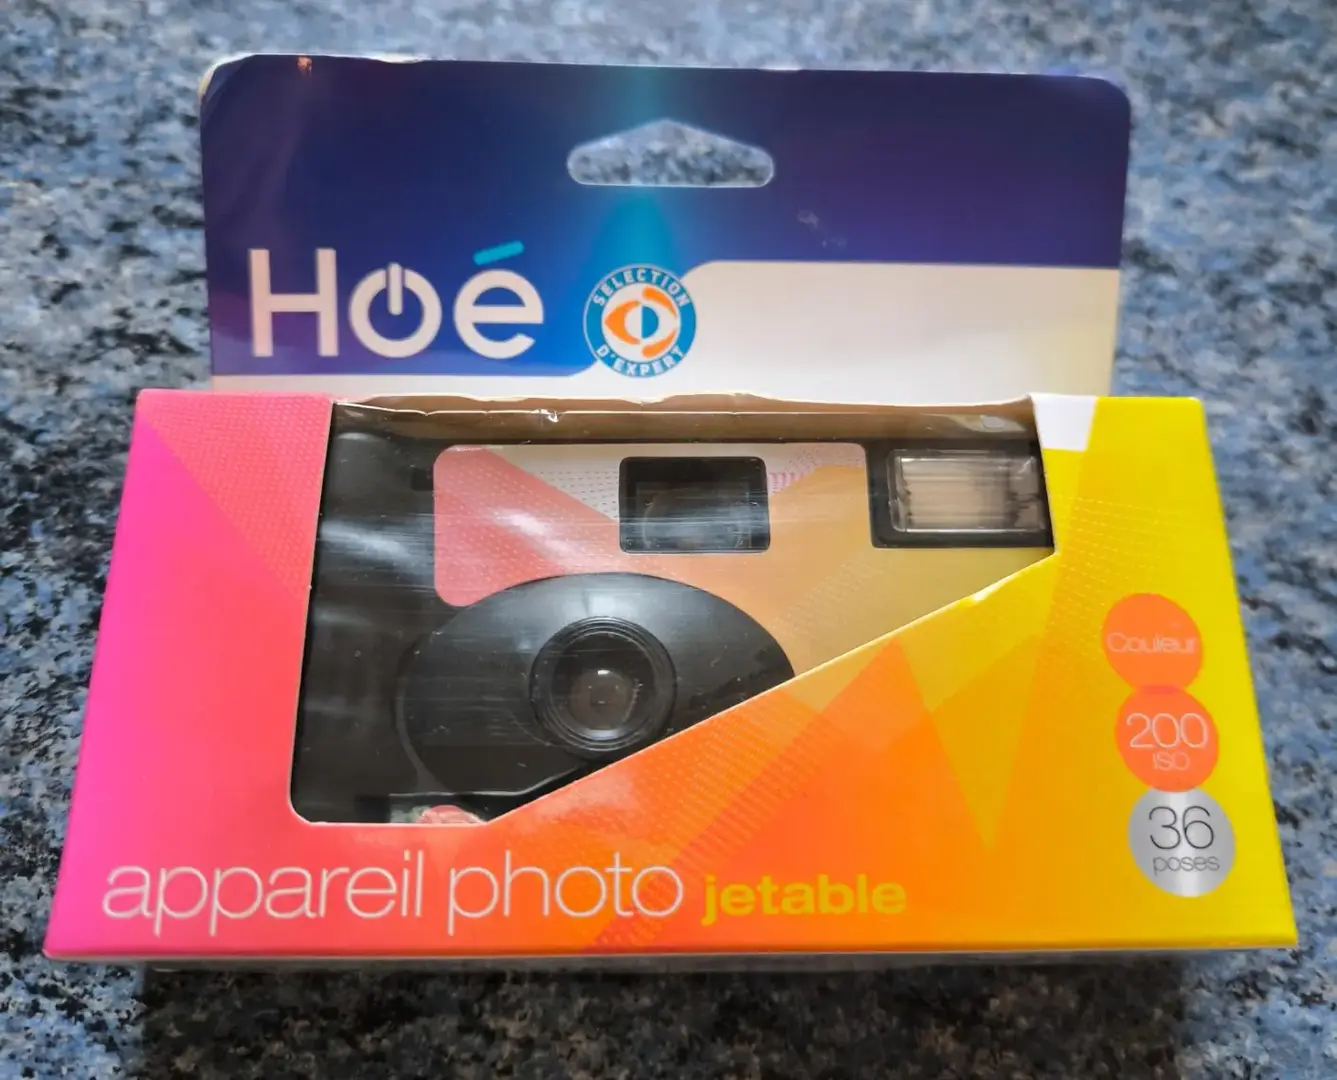 Hoé
SÉLECTION
D'EXPERT
Couleur
200
ISO
36
poses
appareil photo jetable